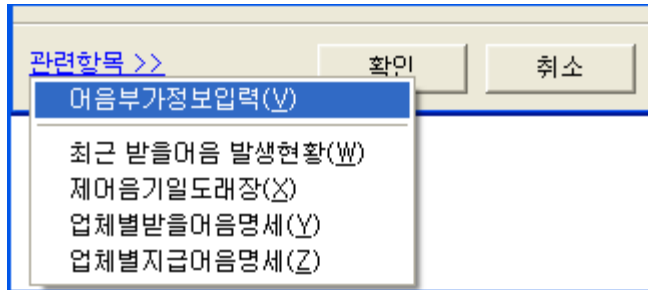 관련항목 >>
확인
취소
어음부가정보입력(V)
최근 받을어음 발생현황(W)
제어음기일도래장(X)
업체별받을어음명세(Y)
업체별지급어음명세(Z)